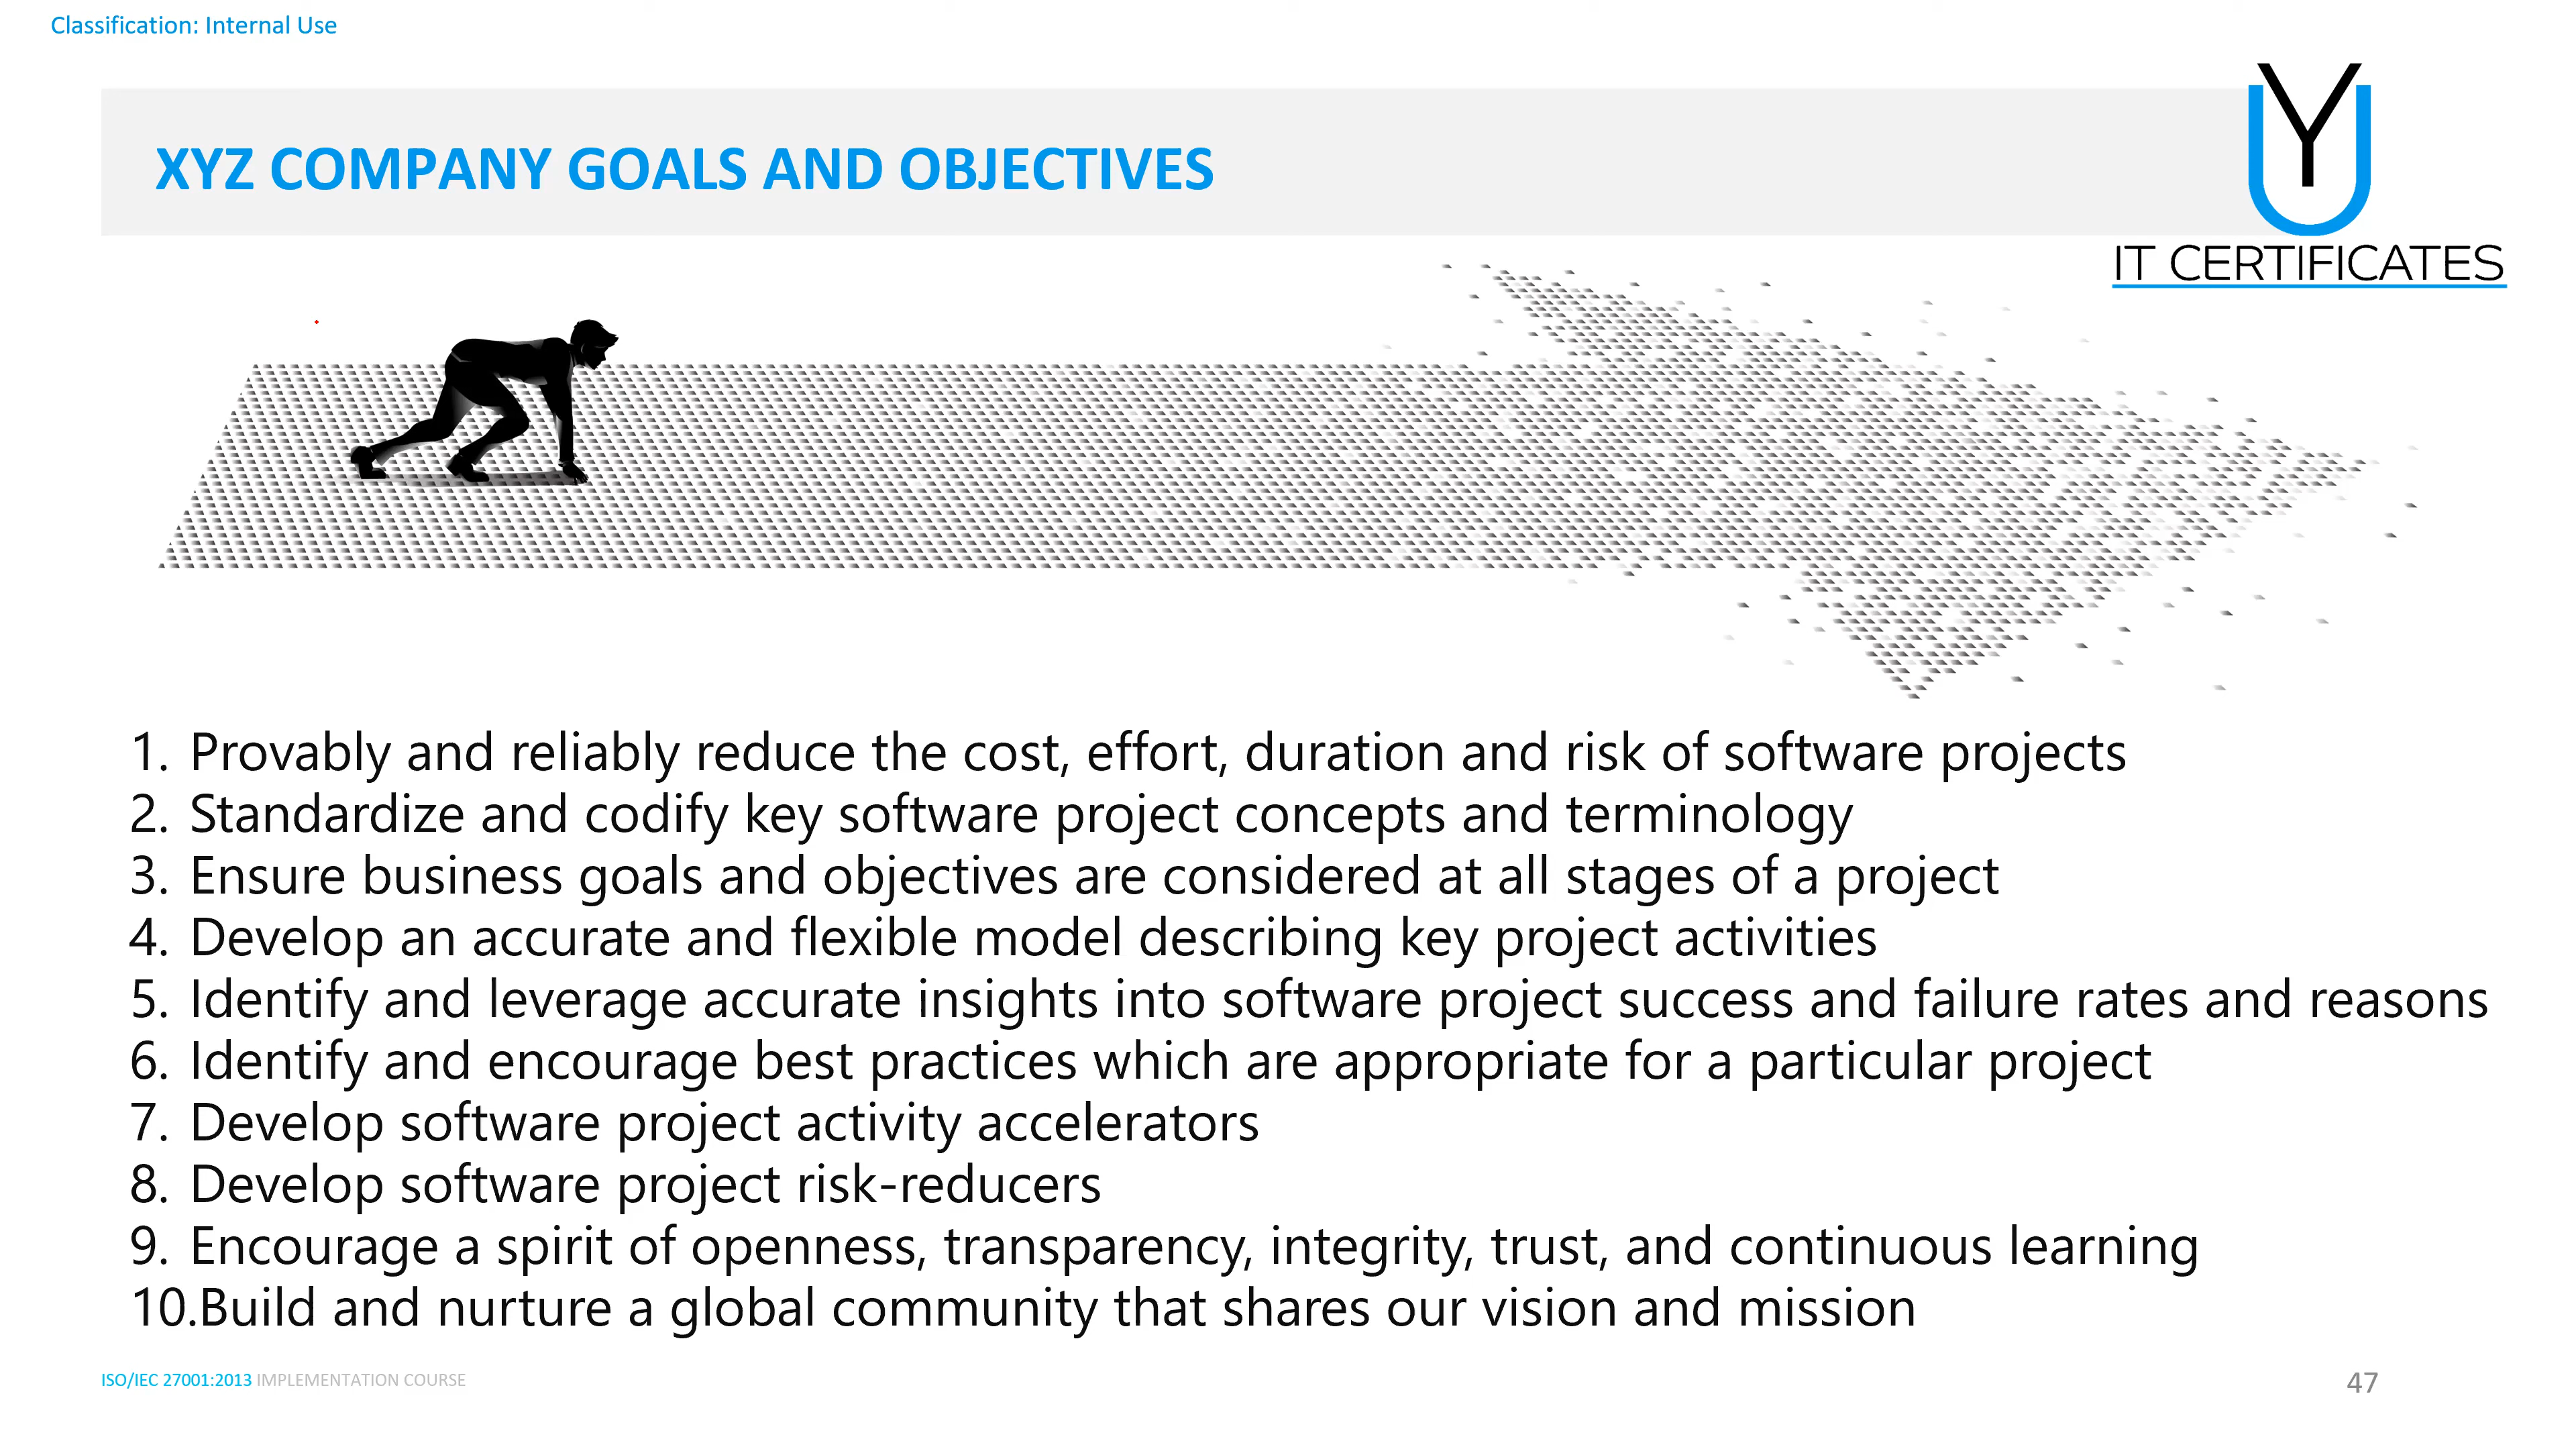 Classification: Internal Use
XYZ COMPANY GOALS AND OBJECTIVES
UY
IT CERTIFICATES
1. Provably and reliably reduce the cost, effort, duration and risk of software projects
2. Standardize and codify key software project concepts and terminology
3. Ensure business goals and objectives are considered at all stages of a project
4. Develop an accurate and flexible model describing key project activities
5. Identify and leverage accurate insights into software project success and failure rates and reasons
6. Identify and encourage best practices which are appropriate for a particular project
7. Develop software project activity accelerators
8. Develop software project risk-reducers
9. Encourage a spirit of openness, transparency, integrity, trust, and continuous learning
10.Build and nurture a global community that shares our vision and mission
ISO/IEC 27001:2013 IMPLEMENTATION COURSE
47